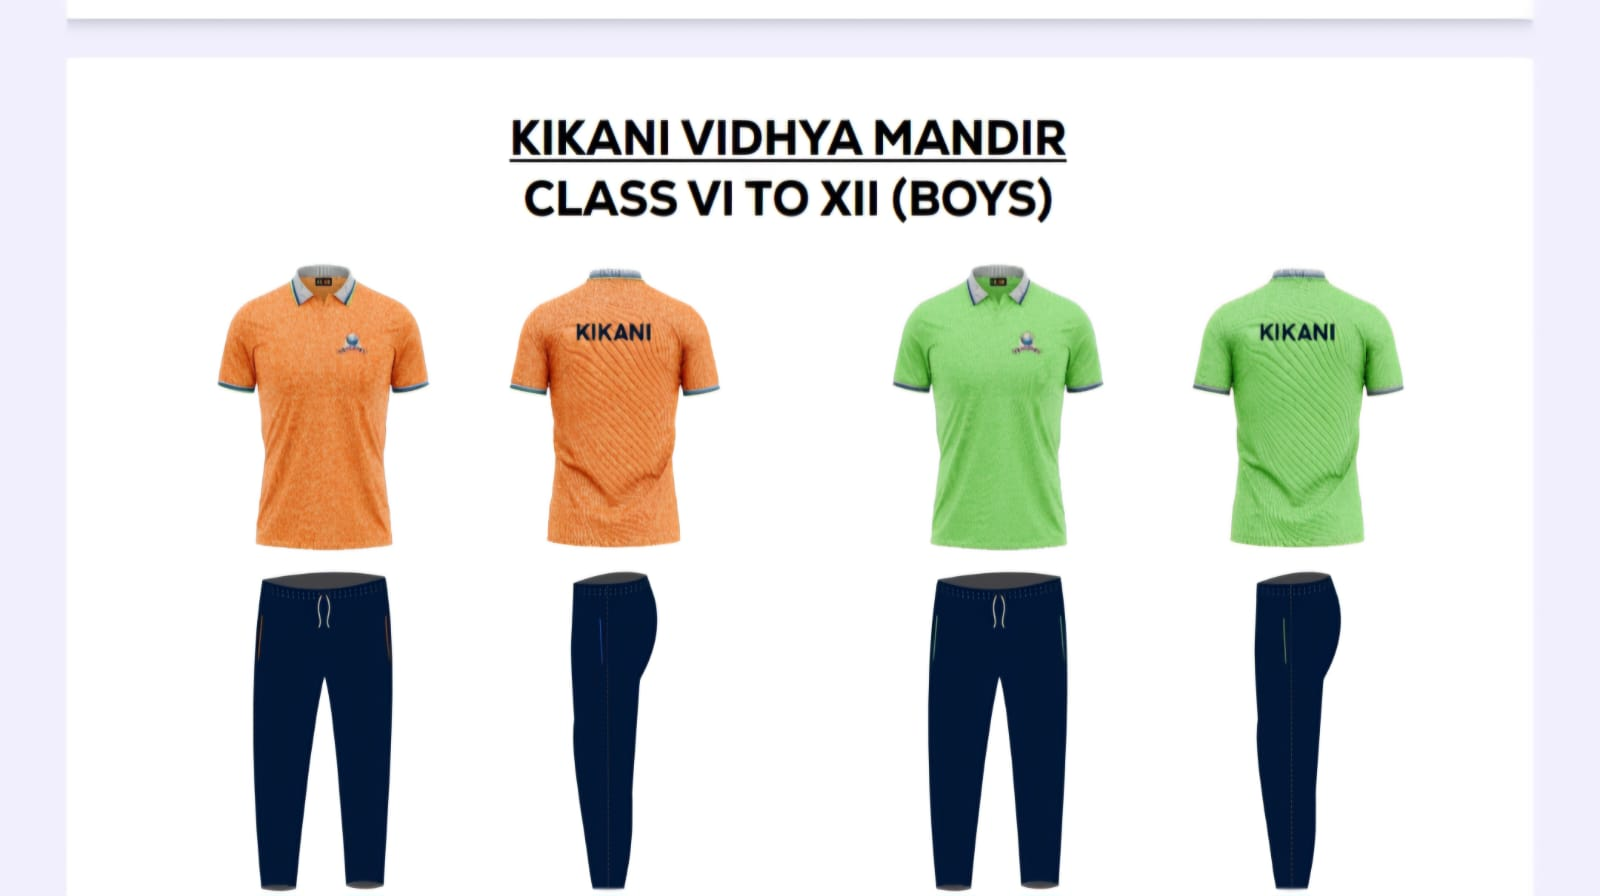 KIKANI VIDHYA MANDIR
CLASS VI TO XII (BOYS)
KIKANI
KIKANI